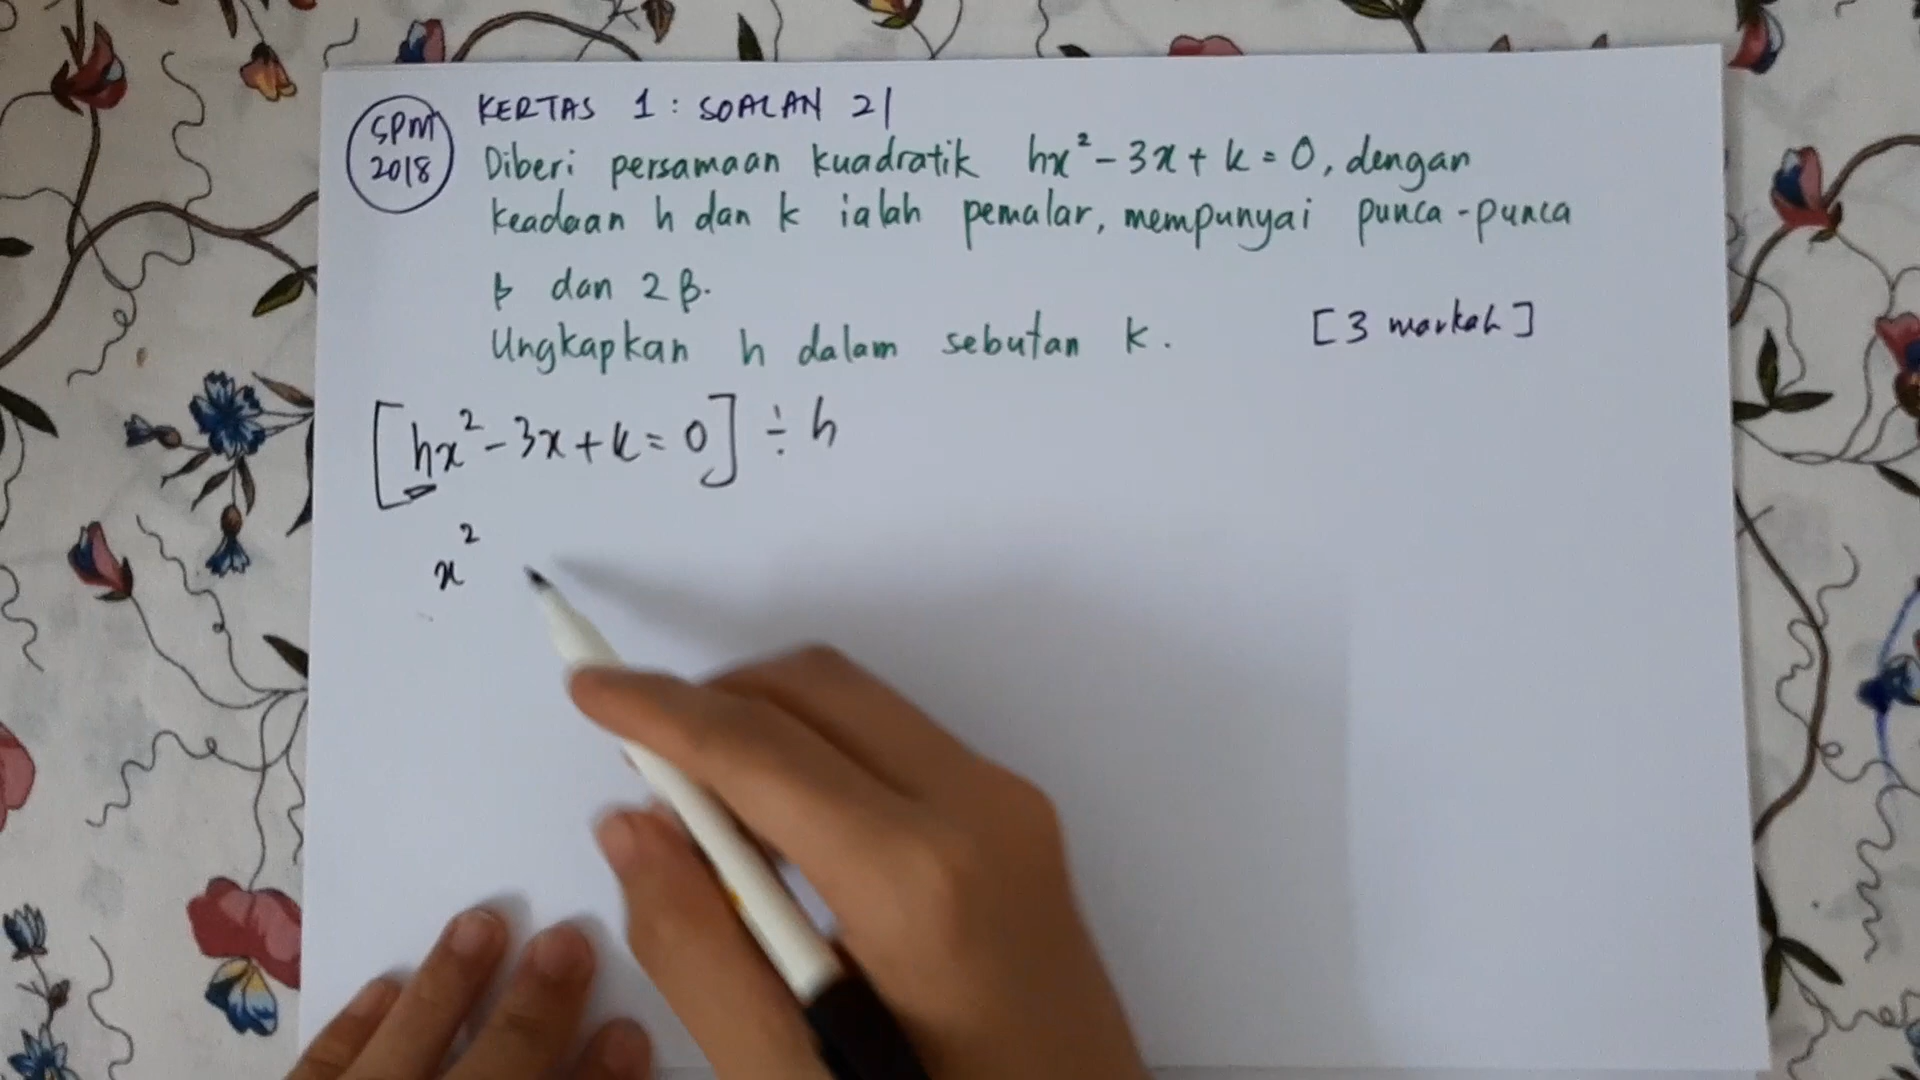 SPM
2018
KERTAS 1 : SOALAN 21
Diberi persamaan kuadratik hx² - 3x + k = 0, dengan
keadaan h dan k ialah pemalar, mempunyai punca-punca
β dan 2β.
Ungkapkan h dalam sebutan k.
[3 markah]
[hx² - 3x + k = 0] ÷ h
x²